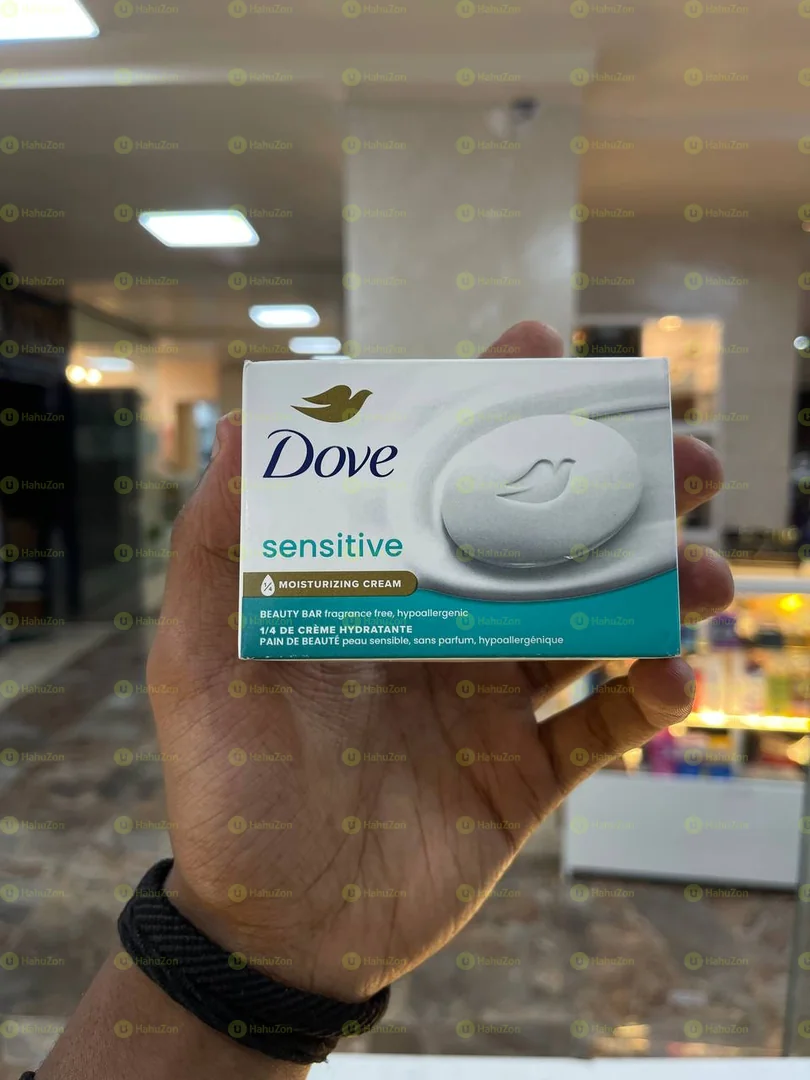 Dove
sensitive
1/4 MOISTURIZING CREAM
BEAUTY BAR fragrance free, hypoallergenic
1/4 DE CRÈME HYDRATANTE
PAIN DE BEAUTÉ peau sensible, sans parfum, hypoallergénique
HahuZon